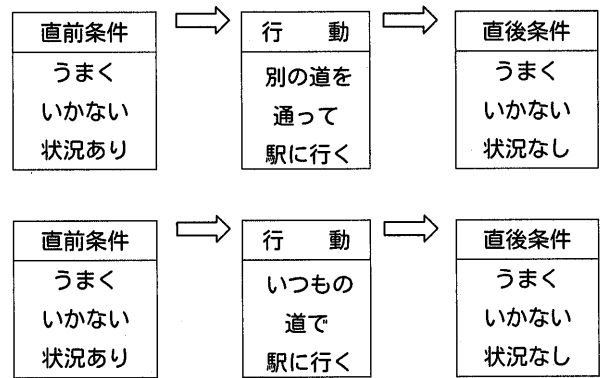 直前条件
うまく
いかない
状況あり
行 動
別の道を
通って
駅に行く
直後条件
うまく
いかない
状況なし
直前条件
うまく
いかない
状況あり
行 動
いつもの
道で
駅に行く
直後条件
うまく
いかない
状況なし